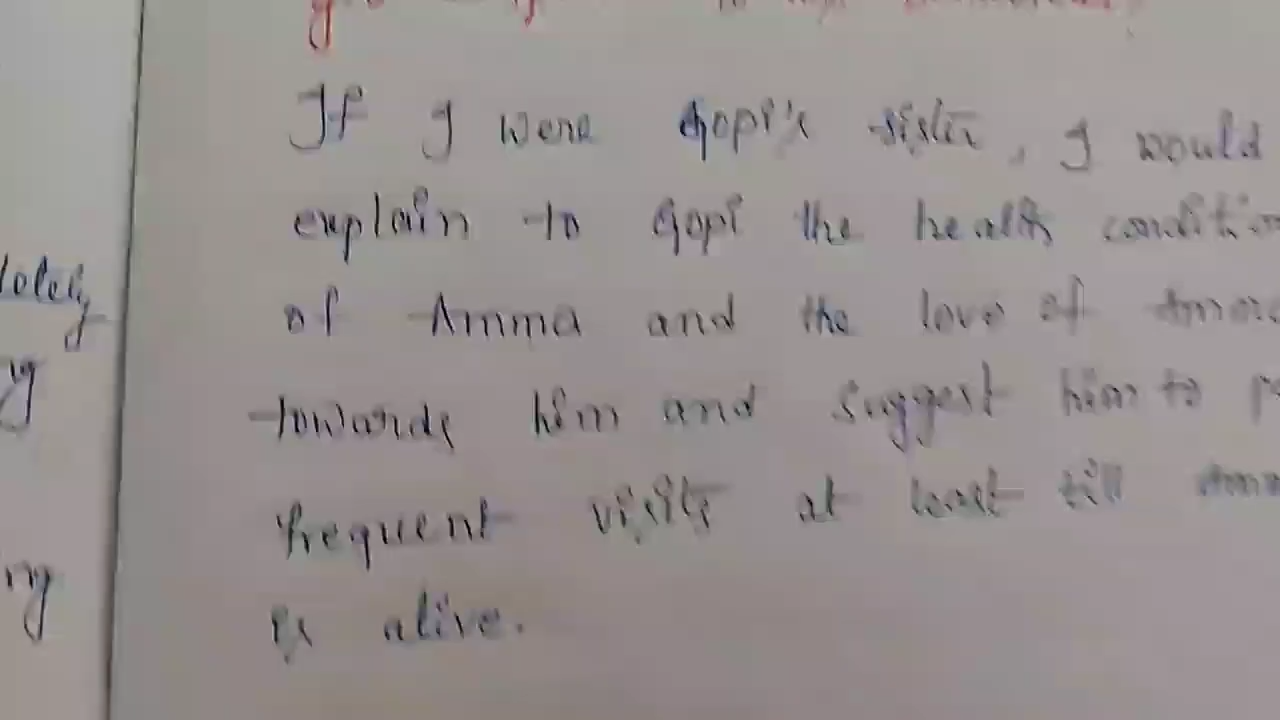 If I were Gopi's sister, I would
explain to Gopi the health condition
of Amma and the love of
towards him and suggest him to
frequent visits at least till
is alive.